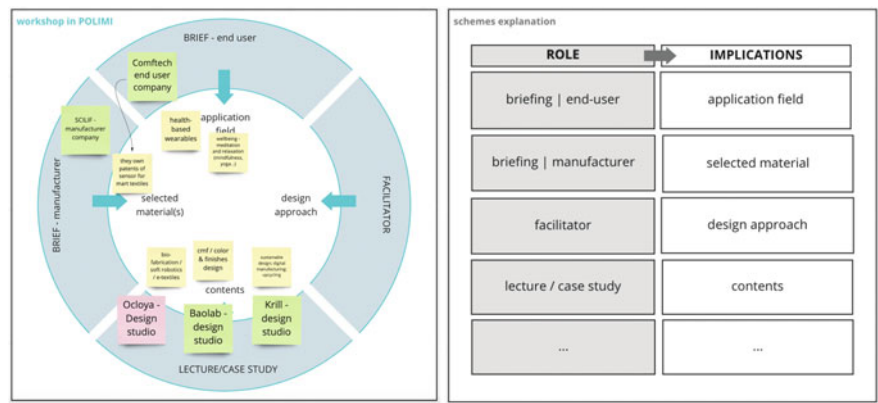 workshop in POLIMI
BRIEF - end user
Comftech
end user
company
SCILIF -
manufacturer
company
health-
based
wearables
application
field
wellbeing -
meditation
and relaxation
(mindfulness,
yoga..)
they own
patents of
sensor for
mart textiles
selected
material(s)
design
approach
BRIEF - manufacturer
FACILITATOR
bio-
fabrication /
soft robotics
/ e-textiles
cmf / color
& finishes
design
sustainable
design, digital
manufacturing,
upcycling
contents
Ocloya -
Design
studio
Baolab -
design
studio
Krill -
design
studio
LECTURE/CASE STUDY
schemes explanation
ROLE
IMPLICATIONS
briefing | end-user
application field
briefing | manufacturer
selected material
facilitator
design approach
lecture / case study
contents
...
...